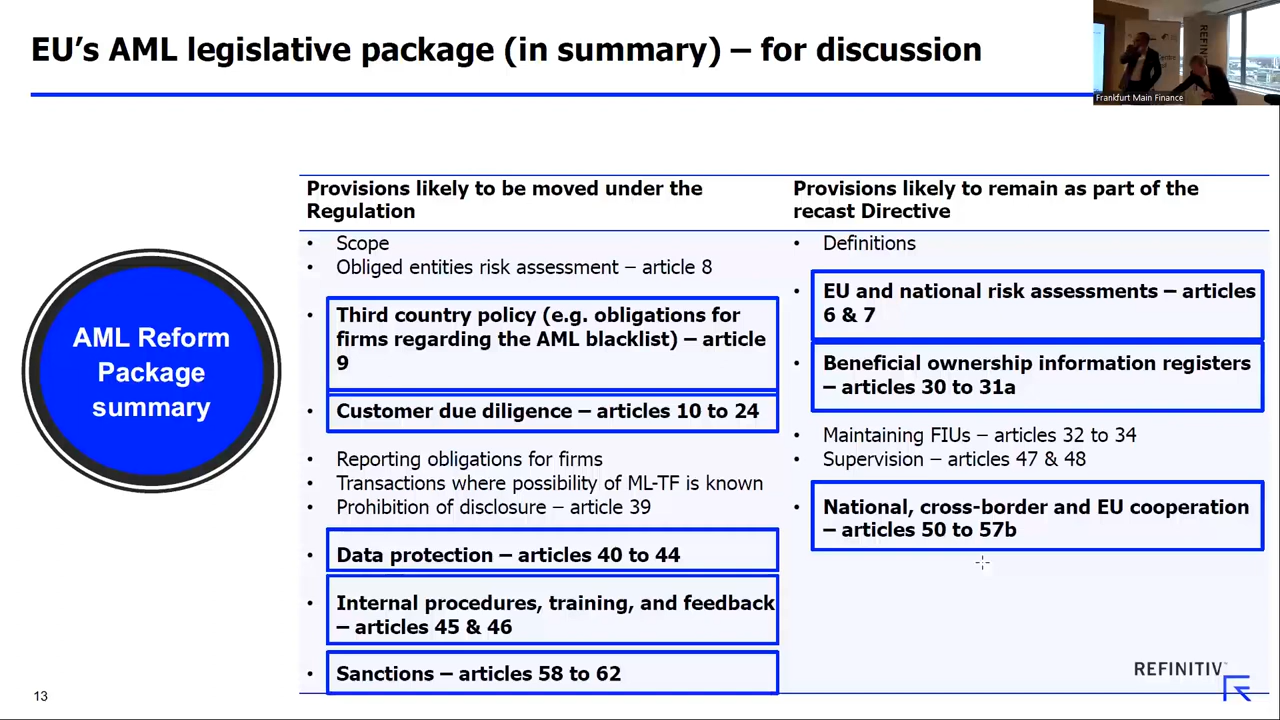 EU’s AML legislative package (in summary) – for discussion
REFINITIV
Frankfurt Main Finance
AML Reform
Package
summary
Provisions likely to be moved under the
Regulation
• Scope
• Obliged entities risk assessment – article 8
• Third country policy (e.g. obligations for
firms regarding the AML blacklist) – article
9
• Customer due diligence – articles 10 to 24
• Reporting obligations for firms
• Transactions where possibility of ML-TF is known
• Prohibition of disclosure – article 39
• Data protection – articles 40 to 44
• Internal procedures, training, and feedback
– articles 45 & 46
• Sanctions – articles 58 to 62
Provisions likely to remain as part of the
recast Directive
• Definitions
• EU and national risk assessments – articles
6 & 7
• Beneficial ownership information registers
– articles 30 to 31a
• Maintaining FIUs – articles 32 to 34
• Supervision – articles 47 & 48
• National, cross-border and EU cooperation
– articles 50 to 57b
13
REFINITIV